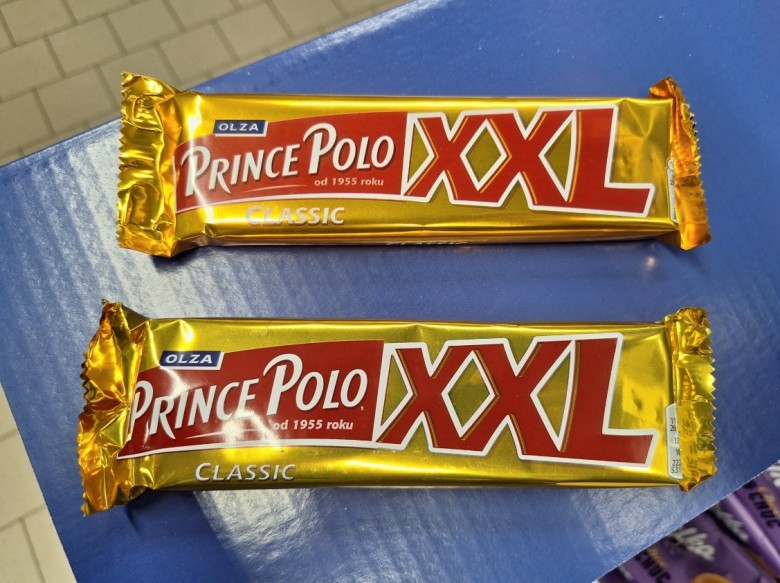 OLZA
PRINCE POLO XXL
od 1955 roku
CLASSIC
OLZA
PRINCE POLO XXL
od 1955 roku
CLASSIC